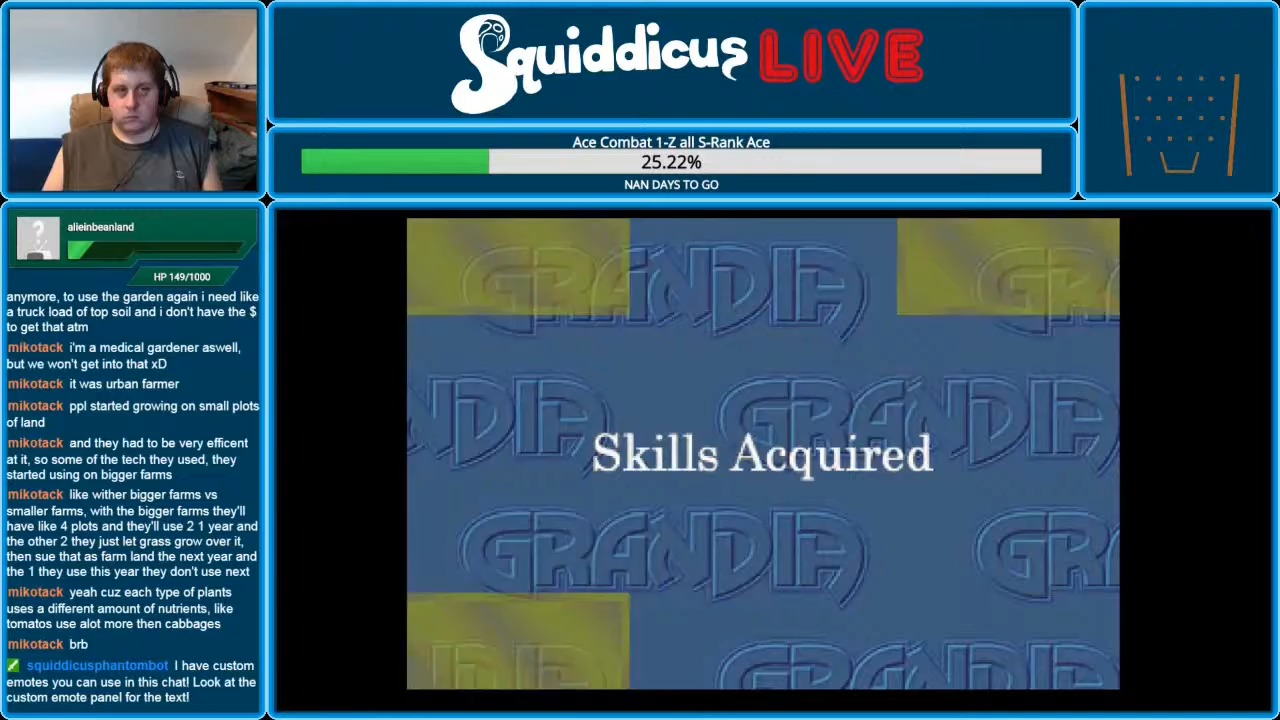 Squiddicus LIVE
Ace Combat 1-Z all S-Rank Ace
25.22%
NAN DAYS TO GO
alieinbeanland
HP 149/1000
anymore, to use the garden again i need like
a truck load of top soil and i don't have the $
to get that atm
mikotack i'm a medical gardener aswell,
but we won't get into that xD
mikotack it was urban farmer
mikotack ppl started growing on small plots
of land
mikotack and they had to be very efficent
at it, so some of the tech they used, they
started using on bigger farms
mikotack like wither bigger farms vs
smaller farms, with the bigger farms they'll
have like 4 plots and they'll use 2 1 year and
the other 2 they just let grass grow over it,
then sue that as farm land the next year and
the 1 they use this year they don't use next
mikotack yeah cuz each type of plants
uses a different amount of nutrients, like
tomatos use alot more then cabbages
mikotack brb
squiddicusphantombot I have custom
emotes you can use in this chat! Look at the
custom emote panel for the text!
GRANDIA GRANDIA
GRANDIA GRANDIA
Skills Acquired
GRANDIA GRANDIA
GRANDIA GRANDIA